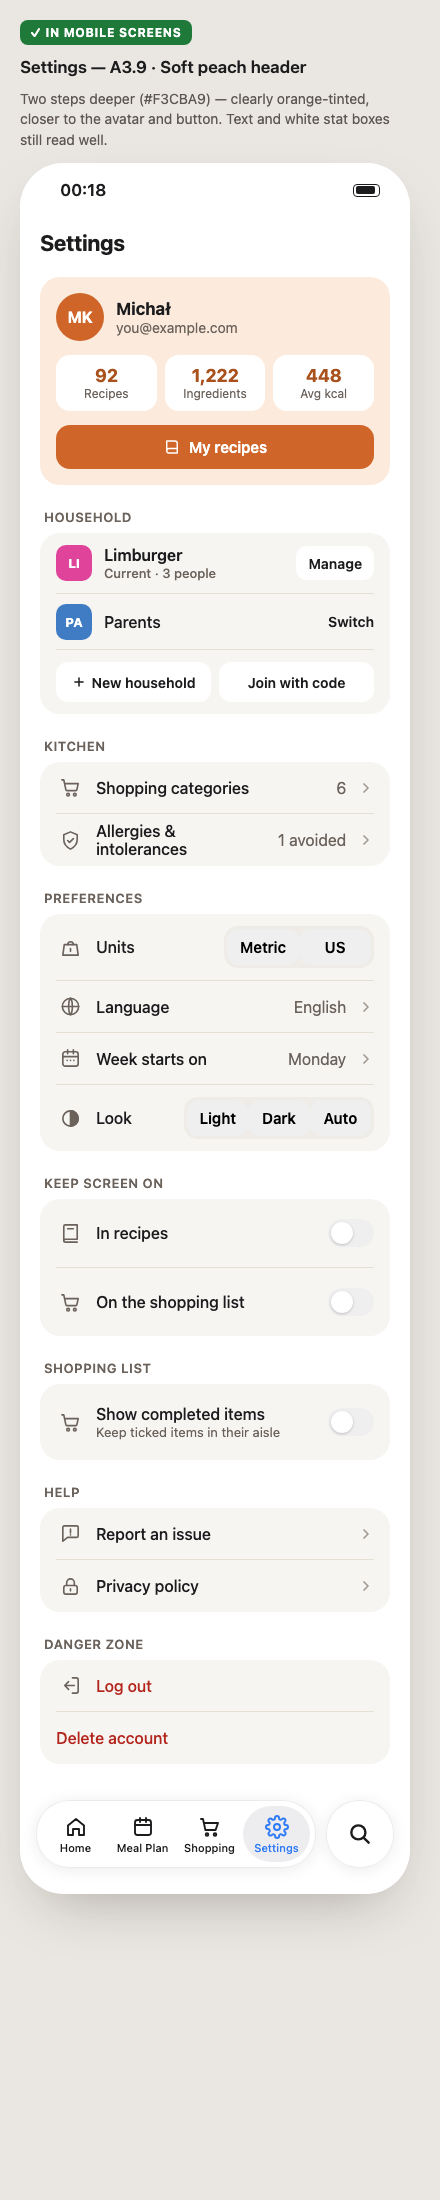 ✓ IN MOBILE SCREENS
Settings — A3.9 · Soft peach header
Two steps deeper (#F3CBA9) — clearly orange-tinted,
closer to the avatar and button. Text and white stat boxes
still read well.
00:18
Settings
MK
Michał
you@example.com
92
Recipes
1,222
Ingredients
448
Avg kcal
My recipes
HOUSEHOLD
LI
Limburger
Current · 3 people
Manage
PA
Parents
Switch
+ New household
Join with code
KITCHEN
Shopping categories
6
Allergies &
intolerances
1 avoided
PREFERENCES
Units
Metric
US
Language
English
Week starts on
Monday
Look
Light
Dark
Auto
KEEP SCREEN ON
In recipes
On the shopping list
SHOPPING LIST
Show completed items
Keep ticked items in their aisle
HELP
Report an issue
Privacy policy
DANGER ZONE
Log out
Delete account
Home
Meal Plan
Shopping
Settings